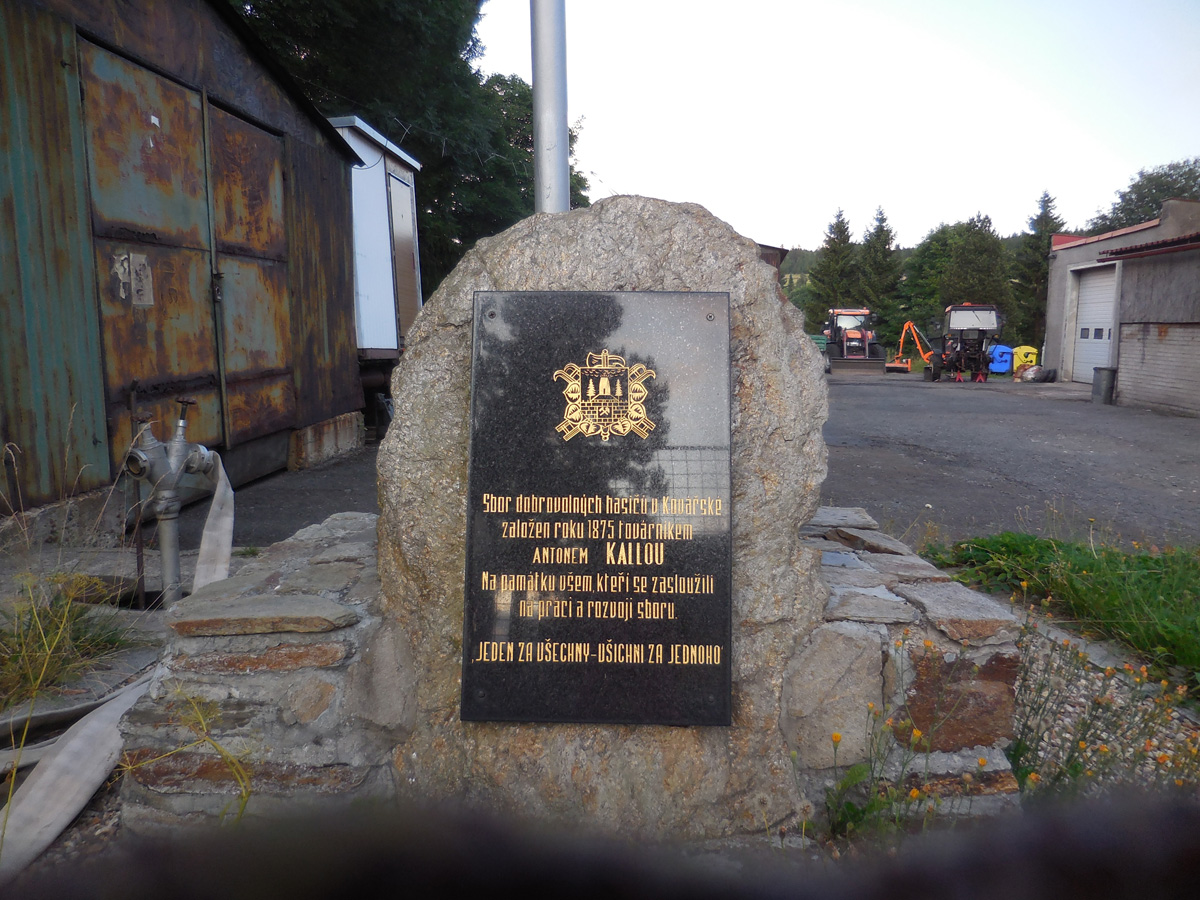 Sbor dobrovolných hasičů v Kovářské
založen roku 1875 továrníkem
ANTONEM KALLOU
Na památku všem kteří se zasloužili
na praci a rozvoji sboru.
‚JEDEN ZA VŠECHNY-VŠICHNI ZA JEDNOHO'